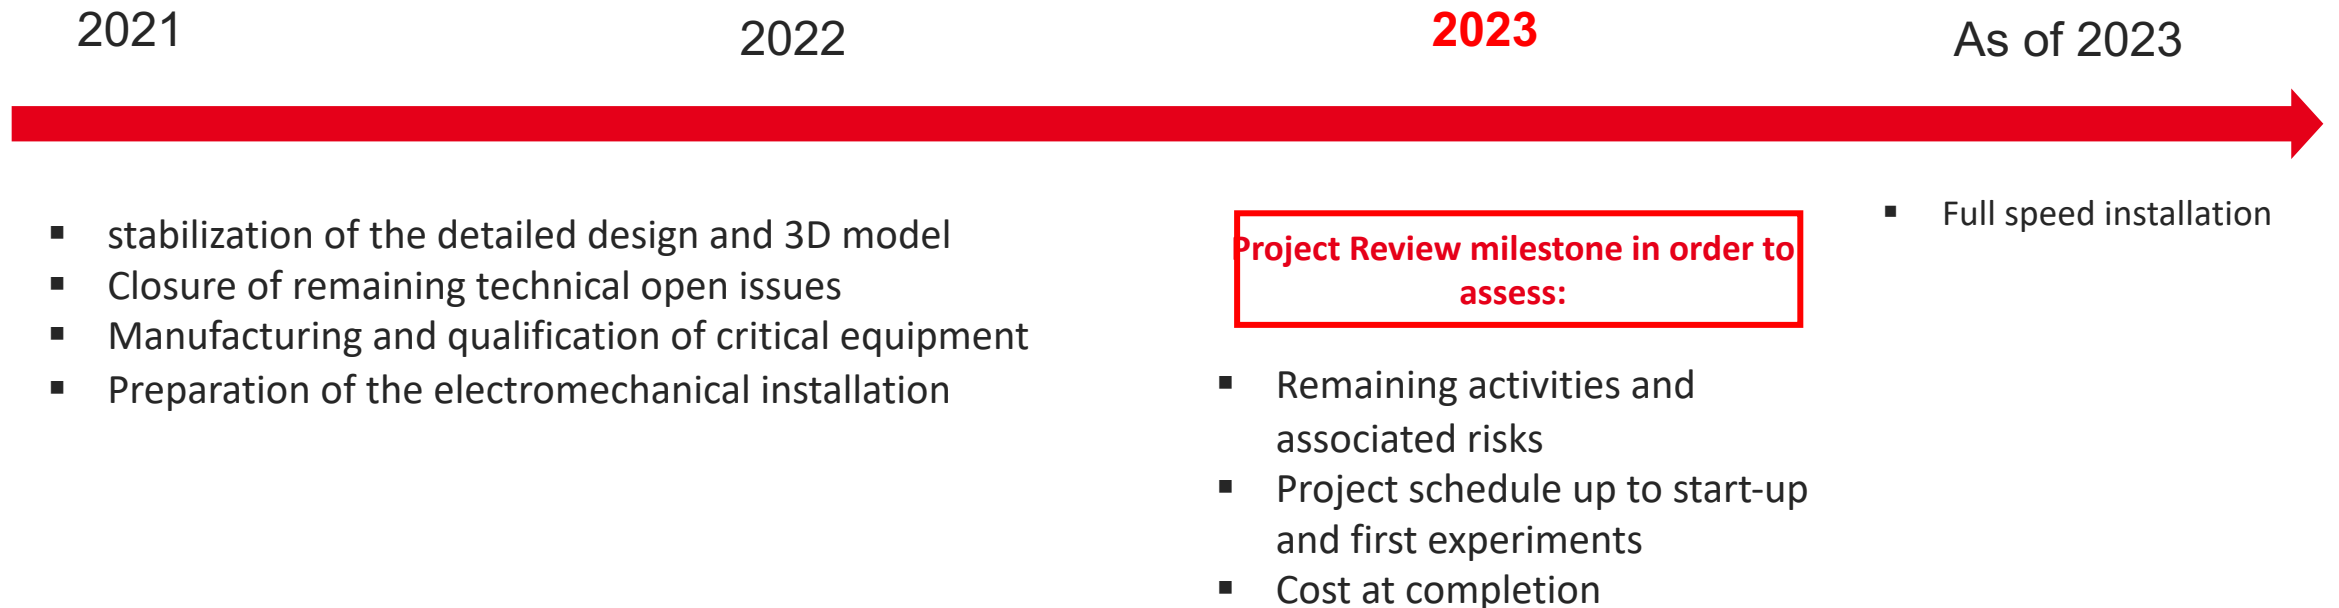 2021
2022
2023
As of 2023
▪ stabilization of the detailed design and 3D model
▪ Closure of remaining technical open issues
▪ Manufacturing and qualification of critical equipment
▪ Preparation of the electromechanical installation
Project Review milestone in order to
assess:
▪ Remaining activities and
associated risks
▪ Project schedule up to start-up
and first experiments
▪ Cost at completion
▪ Full speed installation